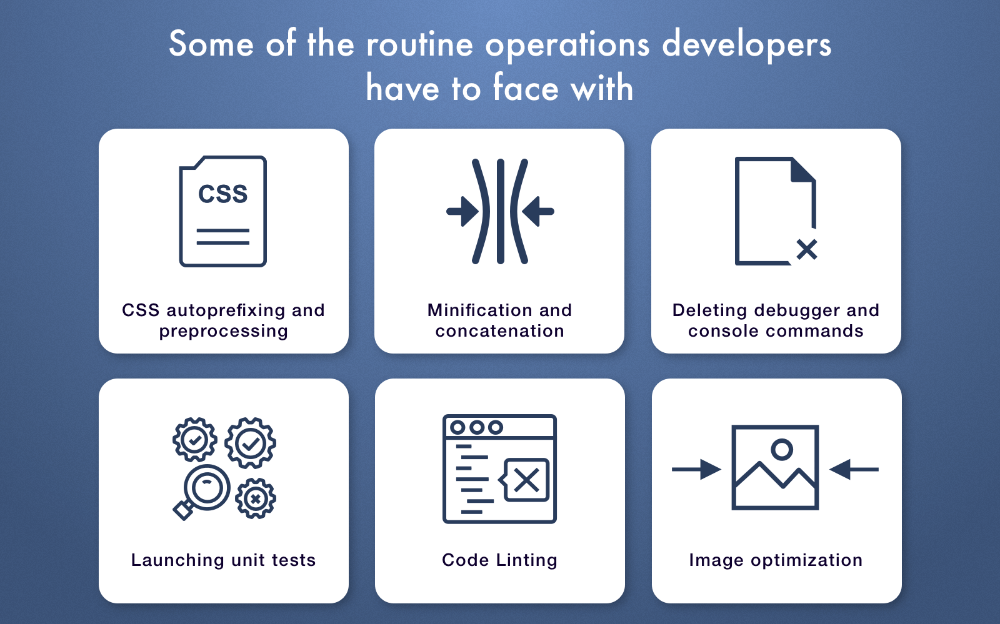 Some of the routine operations developers
have to face with
CSS
CSS autoprefixing and
preprocessing
Minification and
concatenation
Deleting debugger and
console commands
Launching unit tests
Code Linting
Image optimization